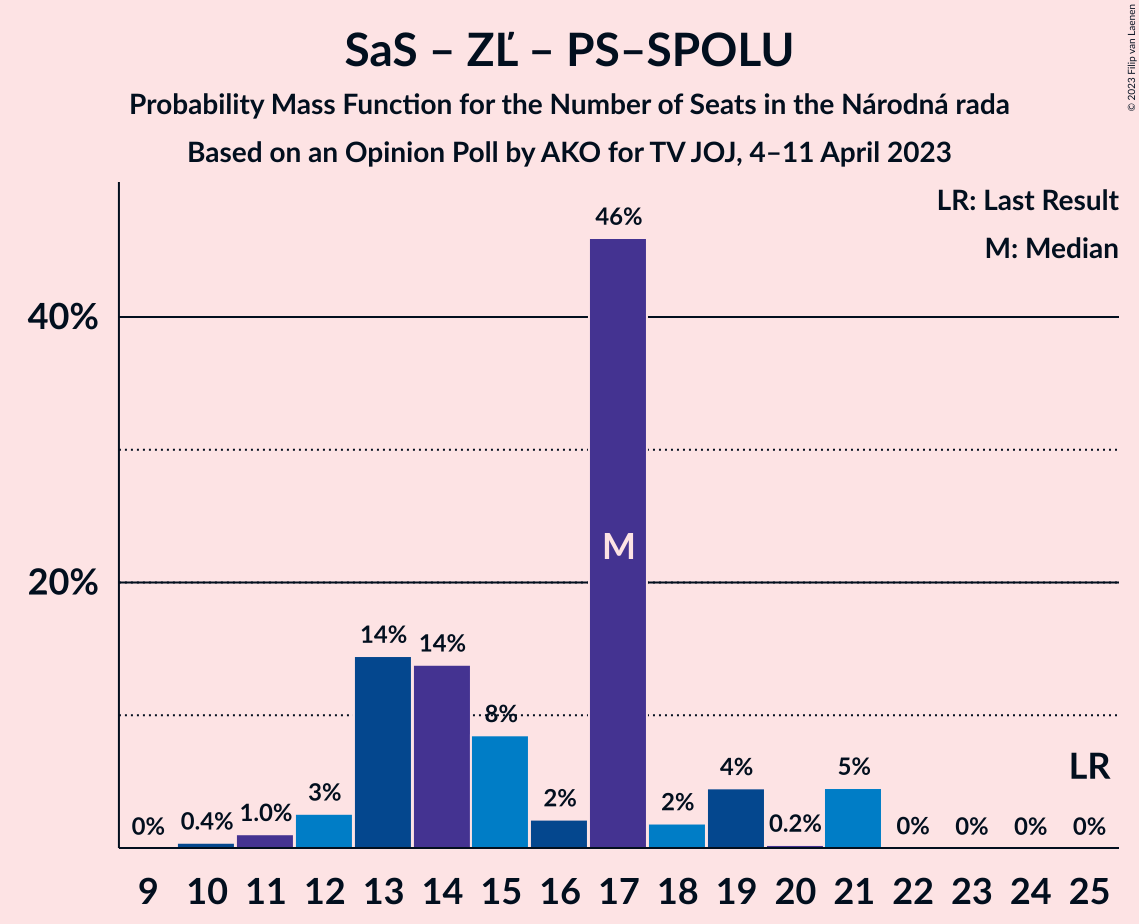 SaS – ZĽ – PS–SPOLU
Probability Mass Function for the Number of Seats in the Národná rada
Based on an Opinion Poll by AKO for TV JOJ, 4–11 April 2023
© 2023 Filip van Laenen
LR: Last Result
M: Median
46%
40%
M
20%
14%
14%
8%
LR
0%
0.4%
1.0%
3%
2%
2%
4%
0.2%
5%
0%
0%
0%
0%
9 10 11 12 13 14 15 16 17 18 19 20 21 22 23 24 25